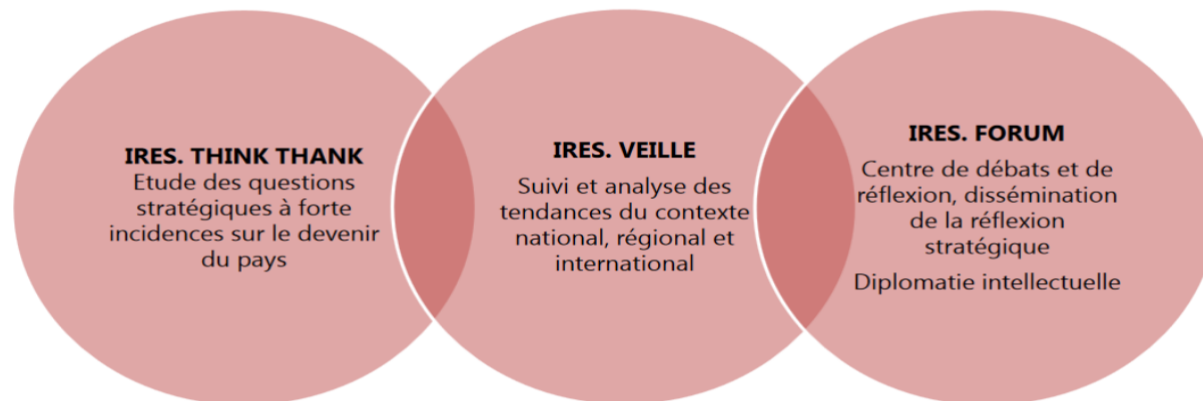 IRES. THINK THANK
Etude des questions
stratégiques à forte
incidences sur le devenir
du pays
IRES. VEILLE
Suivi et analyse des
tendances du contexte
national, régional et
international
IRES. FORUM
Centre de débats et de
réflexion, dissémination
de la réflexion
stratégique
Diplomatie intellectuelle